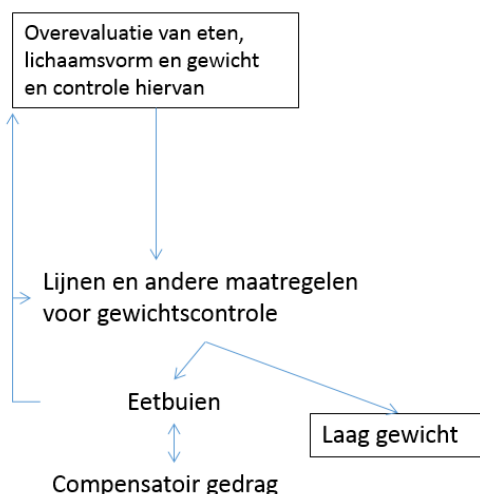 Overevaluatie van eten,
lichaamsvorm en gewicht
en controle hiervan
Lijnen en andere maatregelen
voor gewichtscontrole
Eetbuien
Laag gewicht
Compensatoir gedrag